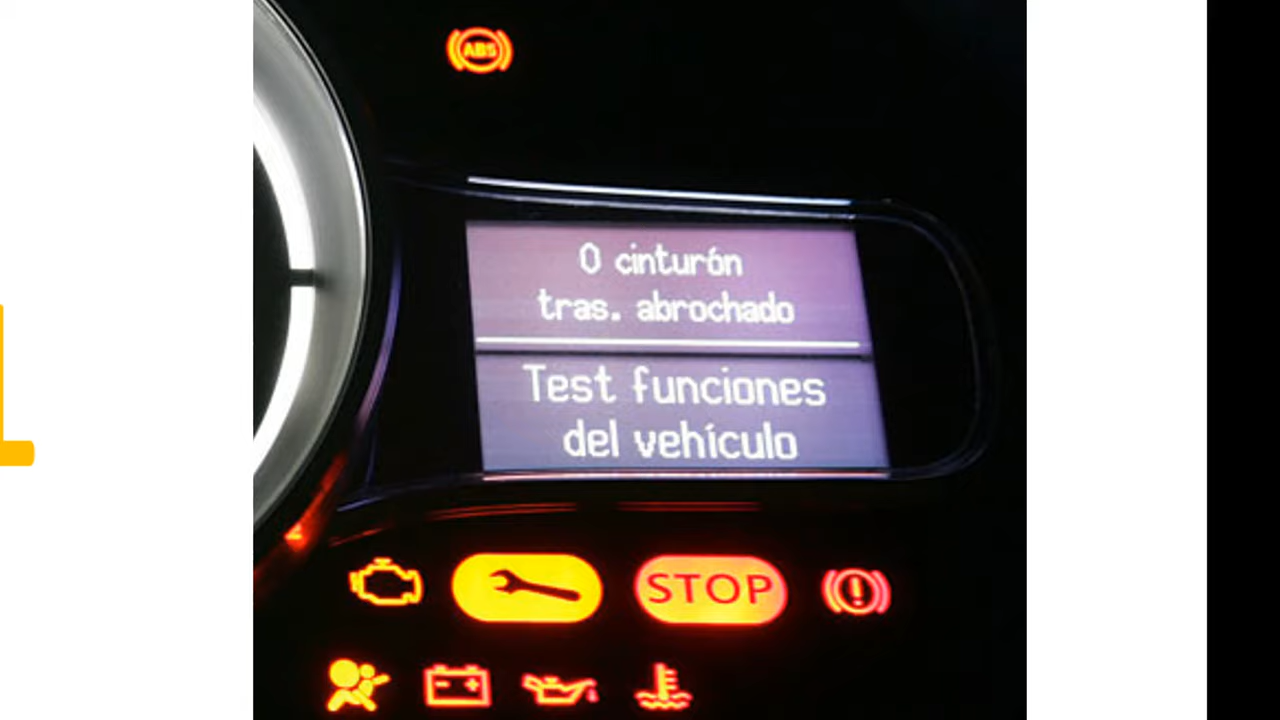 ABS
0 cinturón
tras. abrochado
Test funciones
del vehículo
STOP